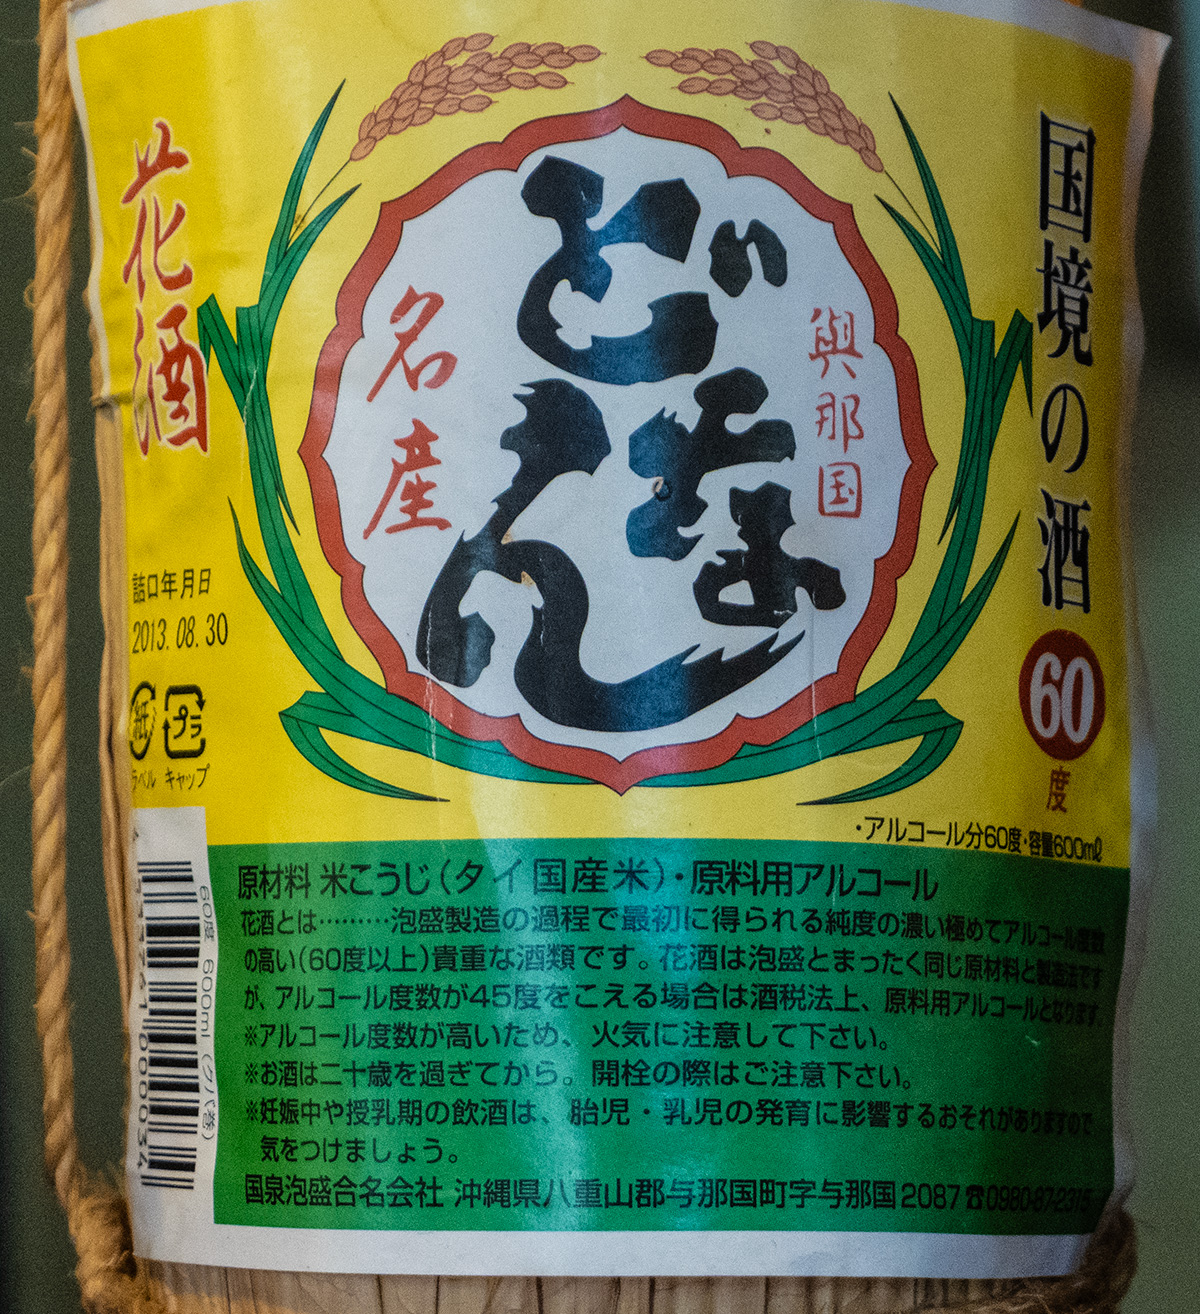 国境の酒
60
度
與那国
どなん
名産
花酒
詰口年月日
2013.08.30
紙 プラ
ラベル キャップ
・アルコール分60度・容量600mℓ
原材料 米こうじ(タイ国産米)・原料用アルコール
花酒とは………泡盛製造の過程で最初に得られる純度の濃い極めてアルコール度数
の高い(60度以上)貴重な酒類です。花酒は泡盛とまったく同じ原材料と製造法です
が、アルコール度数が45度をこえる場合は酒税法上、原料用アルコールとなります。
※アルコール度数が高いため、火気に注意して下さい。
※お酒は二十歳を過ぎてから。開栓の際はご注意下さい。
※妊娠中や授乳期の飲酒は、胎児・乳児の発育に影響するおそれがありますので
気をつけましょう。
国泉泡盛合名会社 沖縄県八重山郡与那国町字与那国2087 ☎0980-87-2315
60度 600ml (クバ巻)